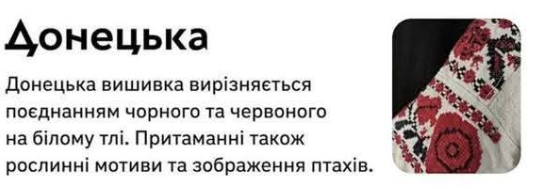 Донецька
Донецька вишивка вирізняється
поєднанням чорного та червоного
на білому тлі. Притаманні також
рослинні мотиви та зображення птахів.